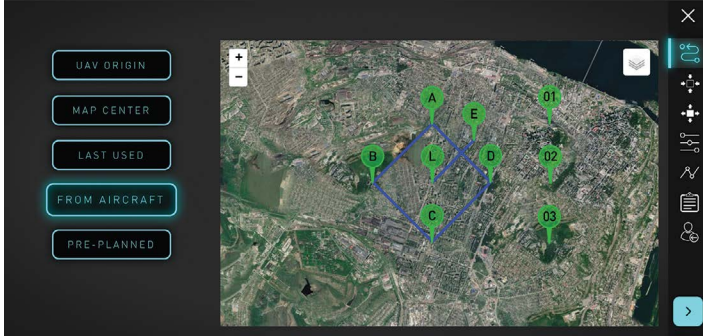 UAV ORIGIN
MAP CENTER
LAST USED
FROM AIRCRAFT
PRE-PLANNED
+
−
A
E
01
B
L
D
02
C
03